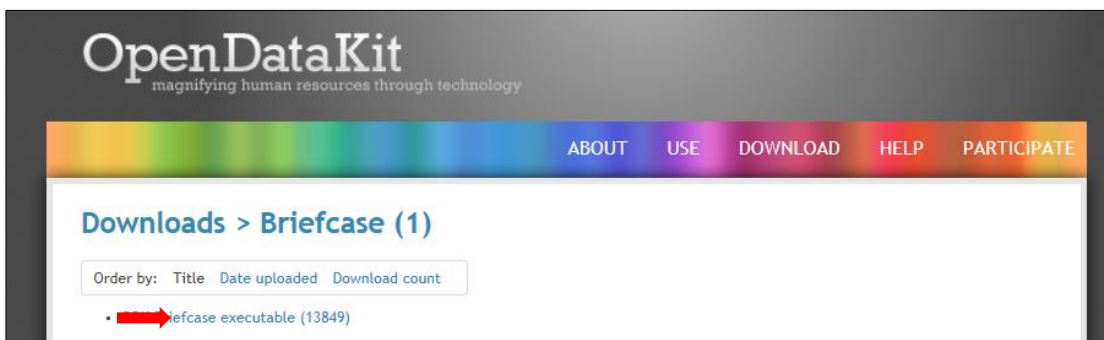 OpenDataKit
magnifying human resources through technology
ABOUT USE DOWNLOAD HELP PARTICIPATE
Downloads > Briefcase (1)
Order by: Title Date uploaded Download count
executable (13849)